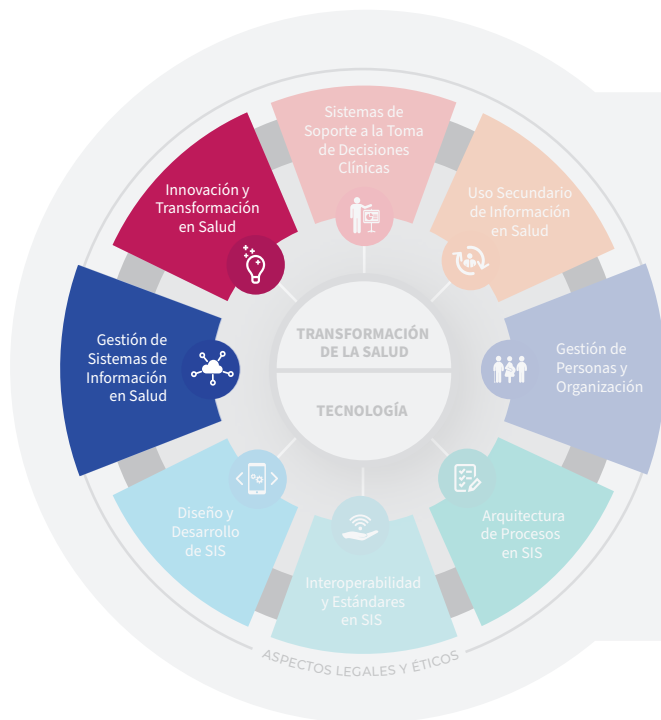 Sistemas de
Soporte a la Toma
de Decisiones
Clínicas
Innovación y
Transformación
en Salud
Uso Secundario
de Información
en Salud
TRANSFORMACIÓN
DE LA SALUD
TECNOLOGÍA
Gestión de
Sistemas de
Información
en Salud
Gestión de
Personas y
Organización
Diseño y
Desarrollo
de SIS
Arquitectura
de Procesos
en SIS
Interoperabilidad
y Estándares
en SIS
ASPECTOS LEGALES Y ÉTICOS